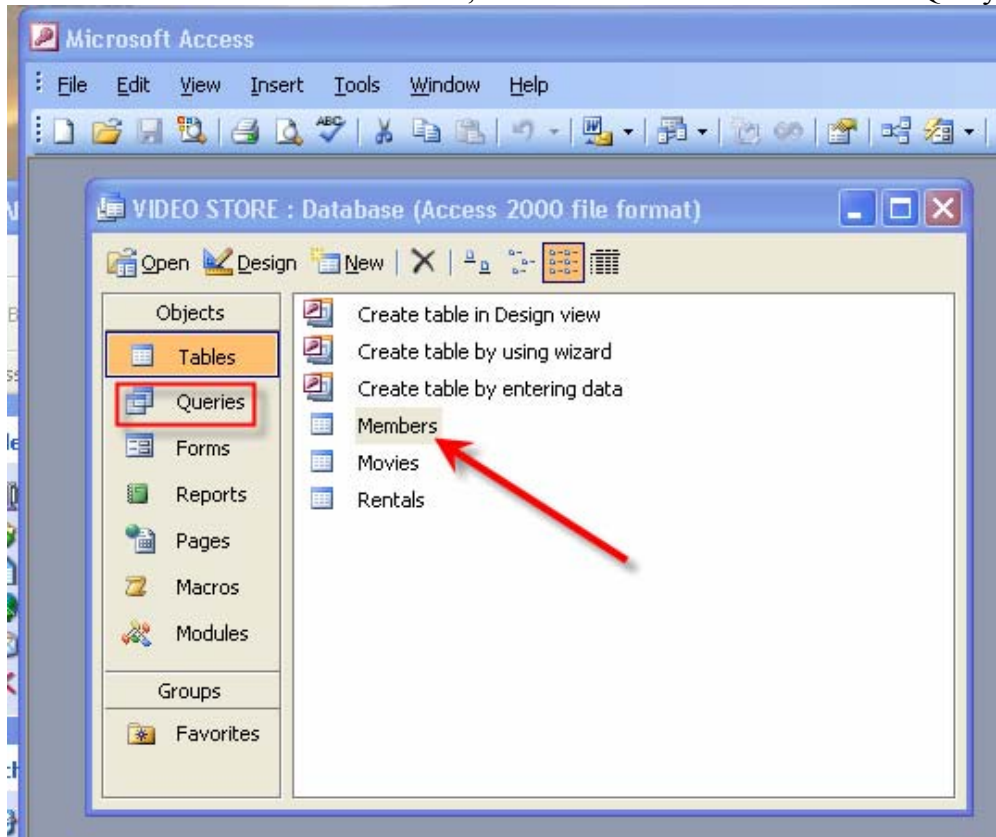 Microsoft Access
File Edit View Insert Tools Window Help
ABC
VIDEO STORE : Database (Access 2000 file format)
Open Design New
Objects
Tables
Queries
Forms
Reports
Pages
Macros
Modules
Groups
Favorites
Create table in Design view
Create table by using wizard
Create table by entering data
Members
Movies
Rentals